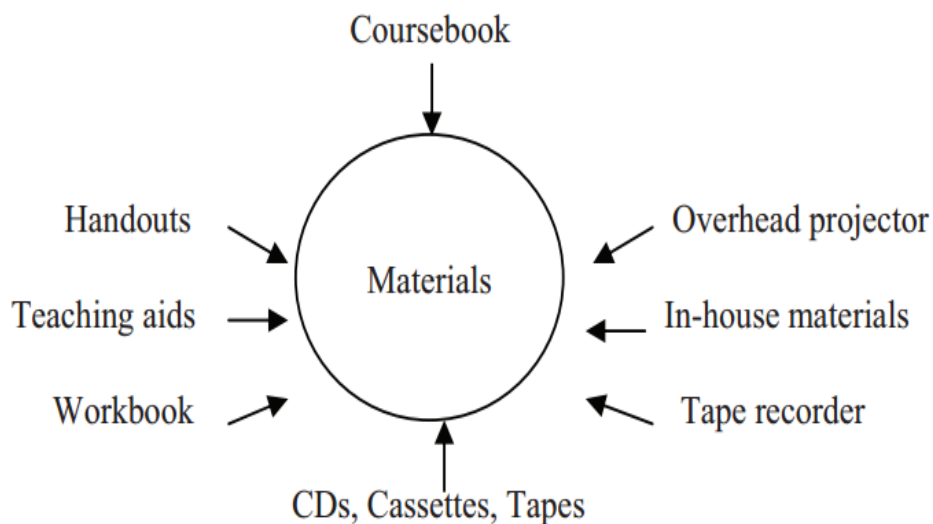 Coursebook
Handouts
Overhead projector
Materials
Teaching aids
In-house materials
Workbook
Tape recorder
CDs, Cassettes, Tapes